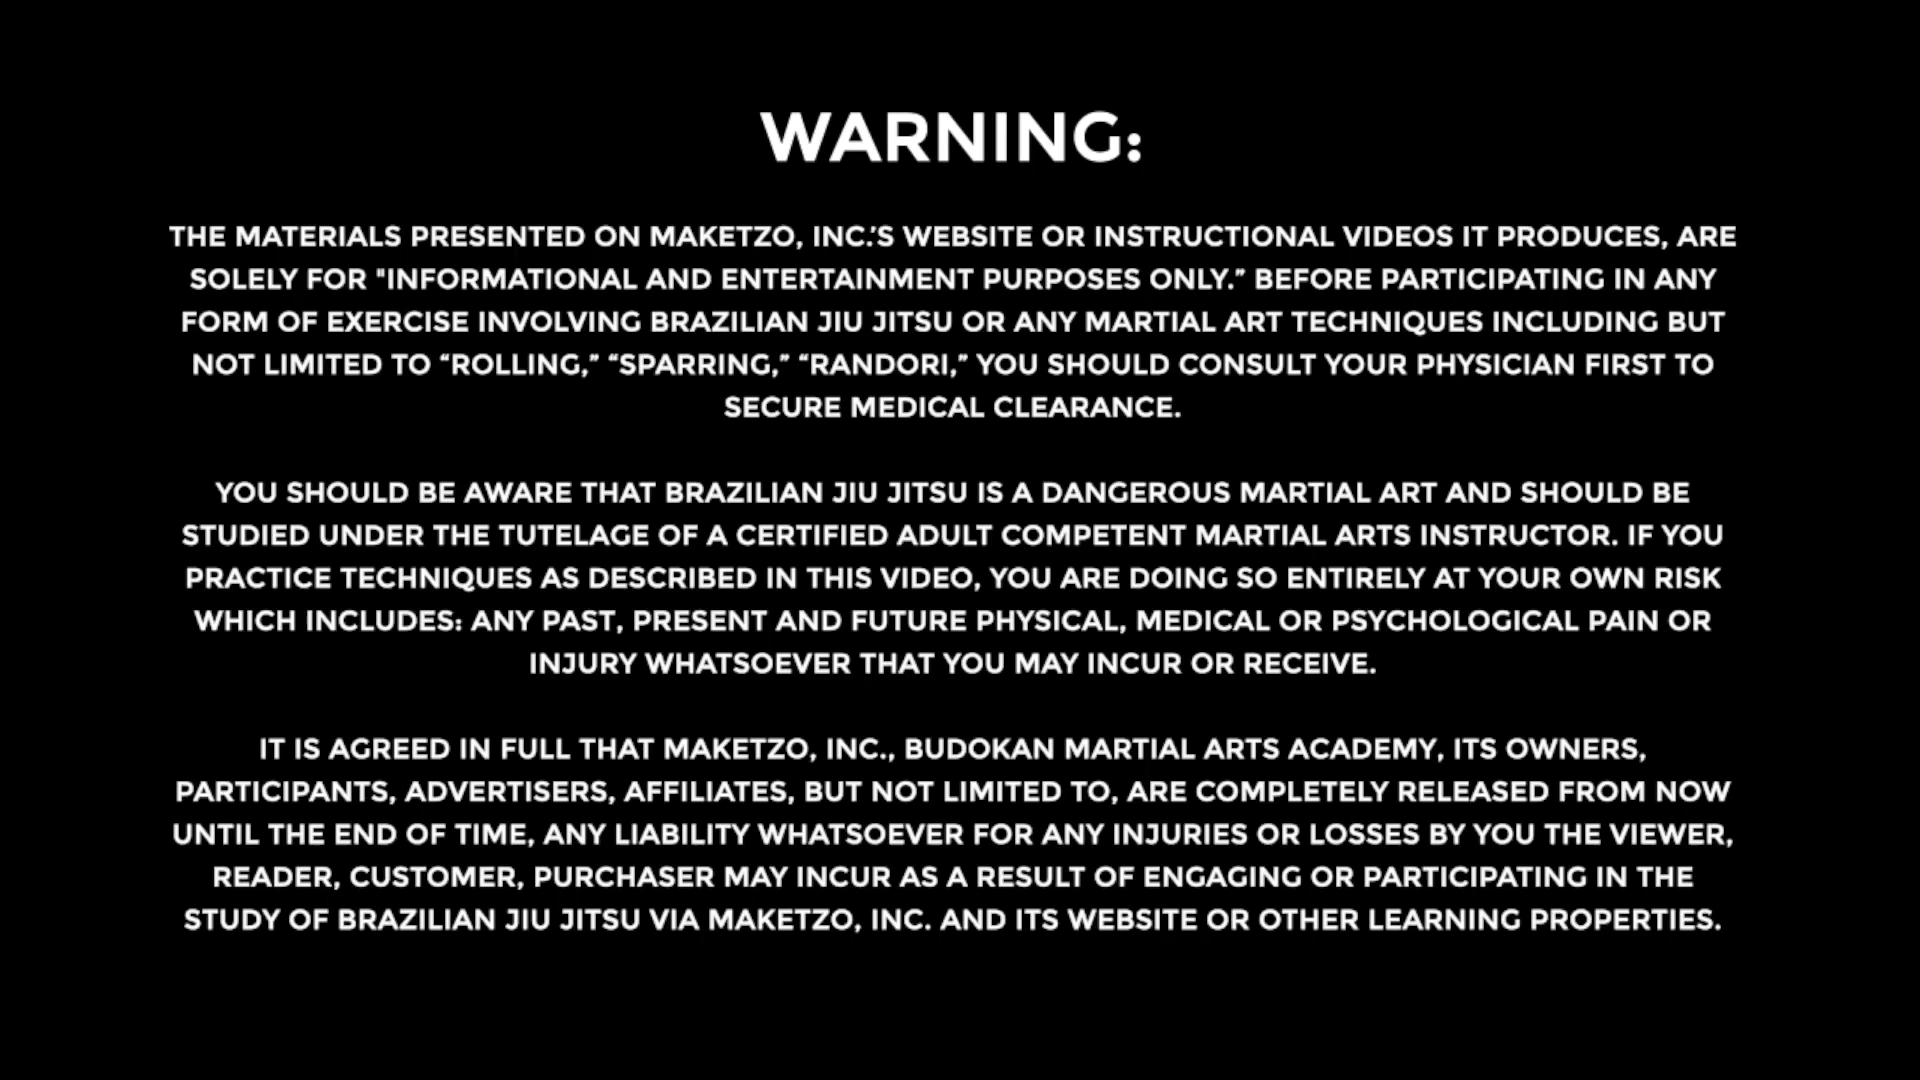 WARNING:
THE MATERIALS PRESENTED ON MAKETZO, INC.'S WEBSITE OR INSTRUCTIONAL VIDEOS IT PRODUCES, ARE
SOLELY FOR "INFORMATIONAL AND ENTERTAINMENT PURPOSES ONLY.” BEFORE PARTICIPATING IN ANY
FORM OF EXERCISE INVOLVING BRAZILIAN JIU JITSU OR ANY MARTIAL ART TECHNIQUES INCLUDING BUT
NOT LIMITED TO “ROLLING,” “SPARRING,” “RANDORI,” YOU SHOULD CONSULT YOUR PHYSICIAN FIRST TO
SECURE MEDICAL CLEARANCE.
YOU SHOULD BE AWARE THAT BRAZILIAN JIU JITSU IS A DANGEROUS MARTIAL ART AND SHOULD BE
STUDIED UNDER THE TUTELAGE OF A CERTIFIED ADULT COMPETENT MARTIAL ARTS INSTRUCTOR. IF YOU
PRACTICE TECHNIQUES AS DESCRIBED IN THIS VIDEO, YOU ARE DOING SO ENTIRELY AT YOUR OWN RISK
WHICH INCLUDES: ANY PAST, PRESENT AND FUTURE PHYSICAL, MEDICAL OR PSYCHOLOGICAL PAIN OR
INJURY WHATSOEVER THAT YOU MAY INCUR OR RECEIVE.
IT IS AGREED IN FULL THAT MAKETZO, INC., BUDOKAN MARTIAL ARTS ACADEMY, ITS OWNERS,
PARTICIPANTS, ADVERTISERS, AFFILIATES, BUT NOT LIMITED TO, ARE COMPLETELY RELEASED FROM NOW
UNTIL THE END OF TIME, ANY LIABILITY WHATSOEVER FOR ANY INJURIES OR LOSSES BY YOU THE VIEWER,
READER, CUSTOMER, PURCHASER MAY INCUR AS A RESULT OF ENGAGING OR PARTICIPATING IN THE
STUDY OF BRAZILIAN JIU JITSU VIA MAKETZO, INC. AND ITS WEBSITE OR OTHER LEARNING PROPERTIES.